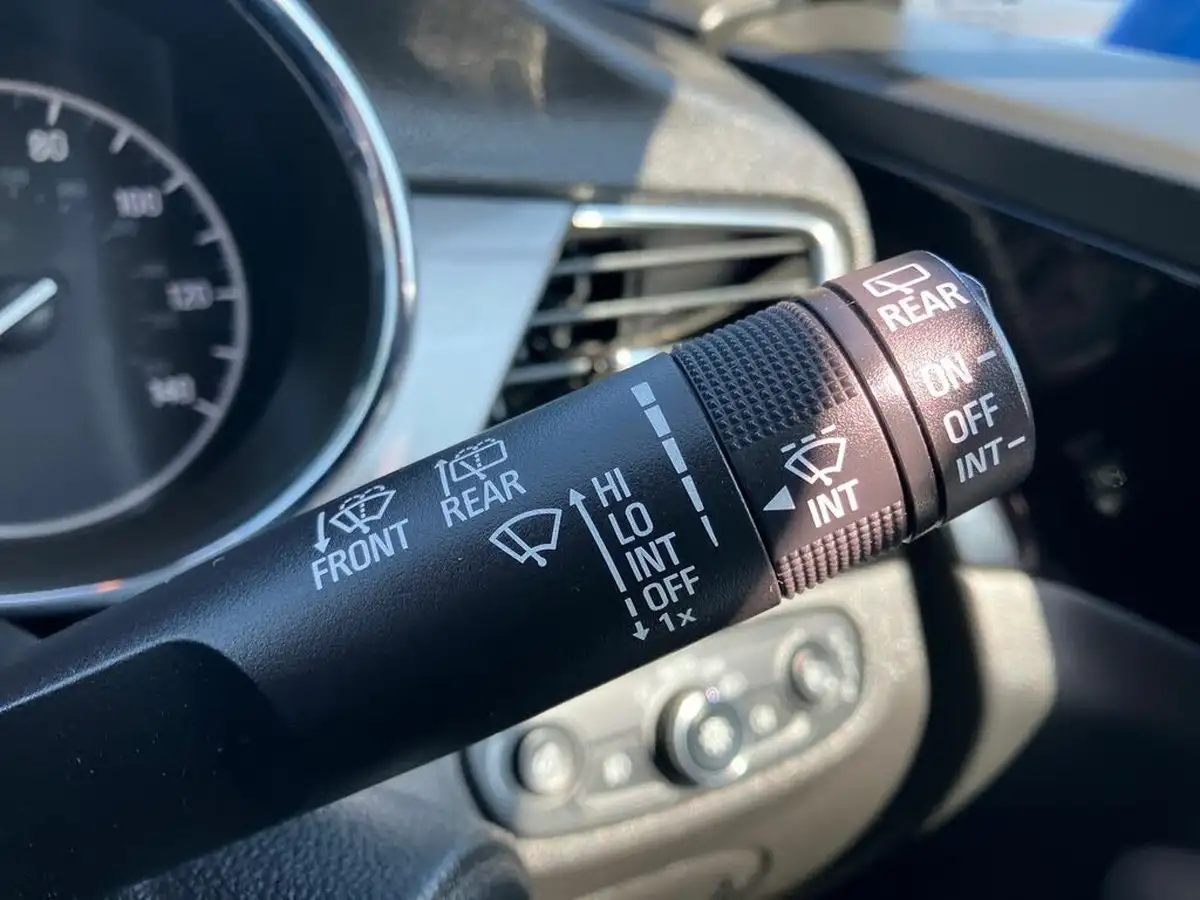 80
100
120
140
FRONT
REAR
HI
LO
INT
OFF
1x
INT
REAR
ON
OFF
INT